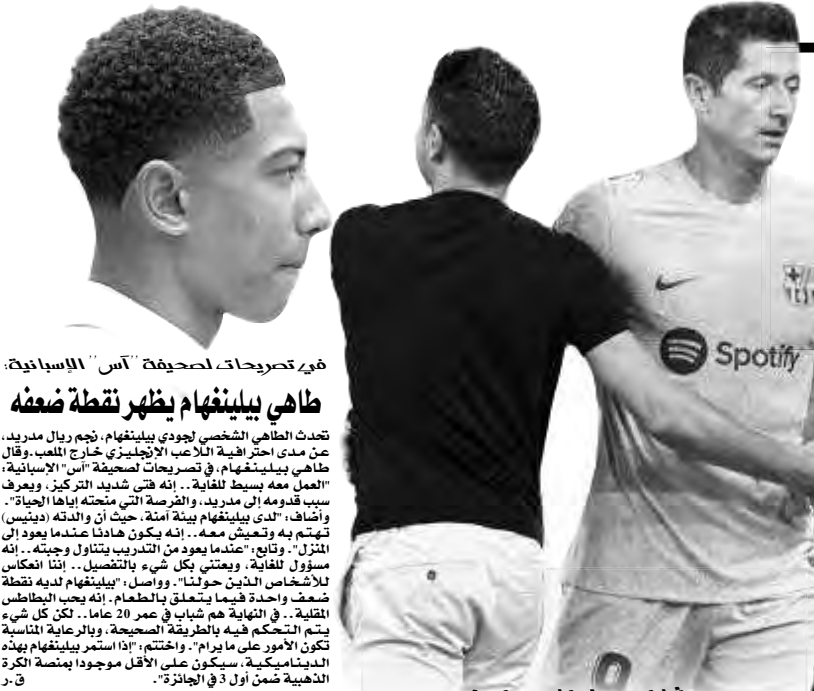 في تصريحات لصحيفة "آس" الإسبانية:
طاهي بيلينغهام يظهر نقطة ضعفه
تحدث الطاهي الشخصي لجودي بيلينغهام، نجم ريال مدريد،
عن مدى احترافية اللاعب الإنجليزي خارج الملعب.وقال
طاهي بيلينغهام، في تصريحات لصحيفة "آس" الإسبانية:
"العمل معه بسيط للغاية.. إنه فتى شديد التركيز، ويعرف
سبب قدومه إلى مدريد، والفرصة التي منحته إياها الحياة".
وأضاف: "لدى بيلينغهام بيئة آمنة، حيث أن والدته (دينيس)
تهتم به وتعيش معه.. إنه يكون هادئا عندما يعود إلى
المنزل". وتابع: "عندما يعود من التدريب يتناول وجبته.. إنه
مسؤول للغاية، ويعتني بكل شيء بالتفصيل.. إننا انعكاس
للأشخاص الذين حولنا". وواصل: "بيلينغهام لديه نقطة
ضعف واحدة فيما يتعلق بالطعام. إنه يحب البطاطس
المقلية.. في النهاية هم شباب في عمر 20 عاما.. لكن كل شيء
يتم التحكم فيه بالطريقة الصحيحة، وبالرعاية المناسبة
تكون الأمور على ما يرام". واختتم: "إذا استمر بيلينغهام بهذه
الديناميكية، سيكون على الأقل موجودا بمنصة الكرة
الذهبية ضمن أول 3 في الجائزة".
ق.ر
Spotify